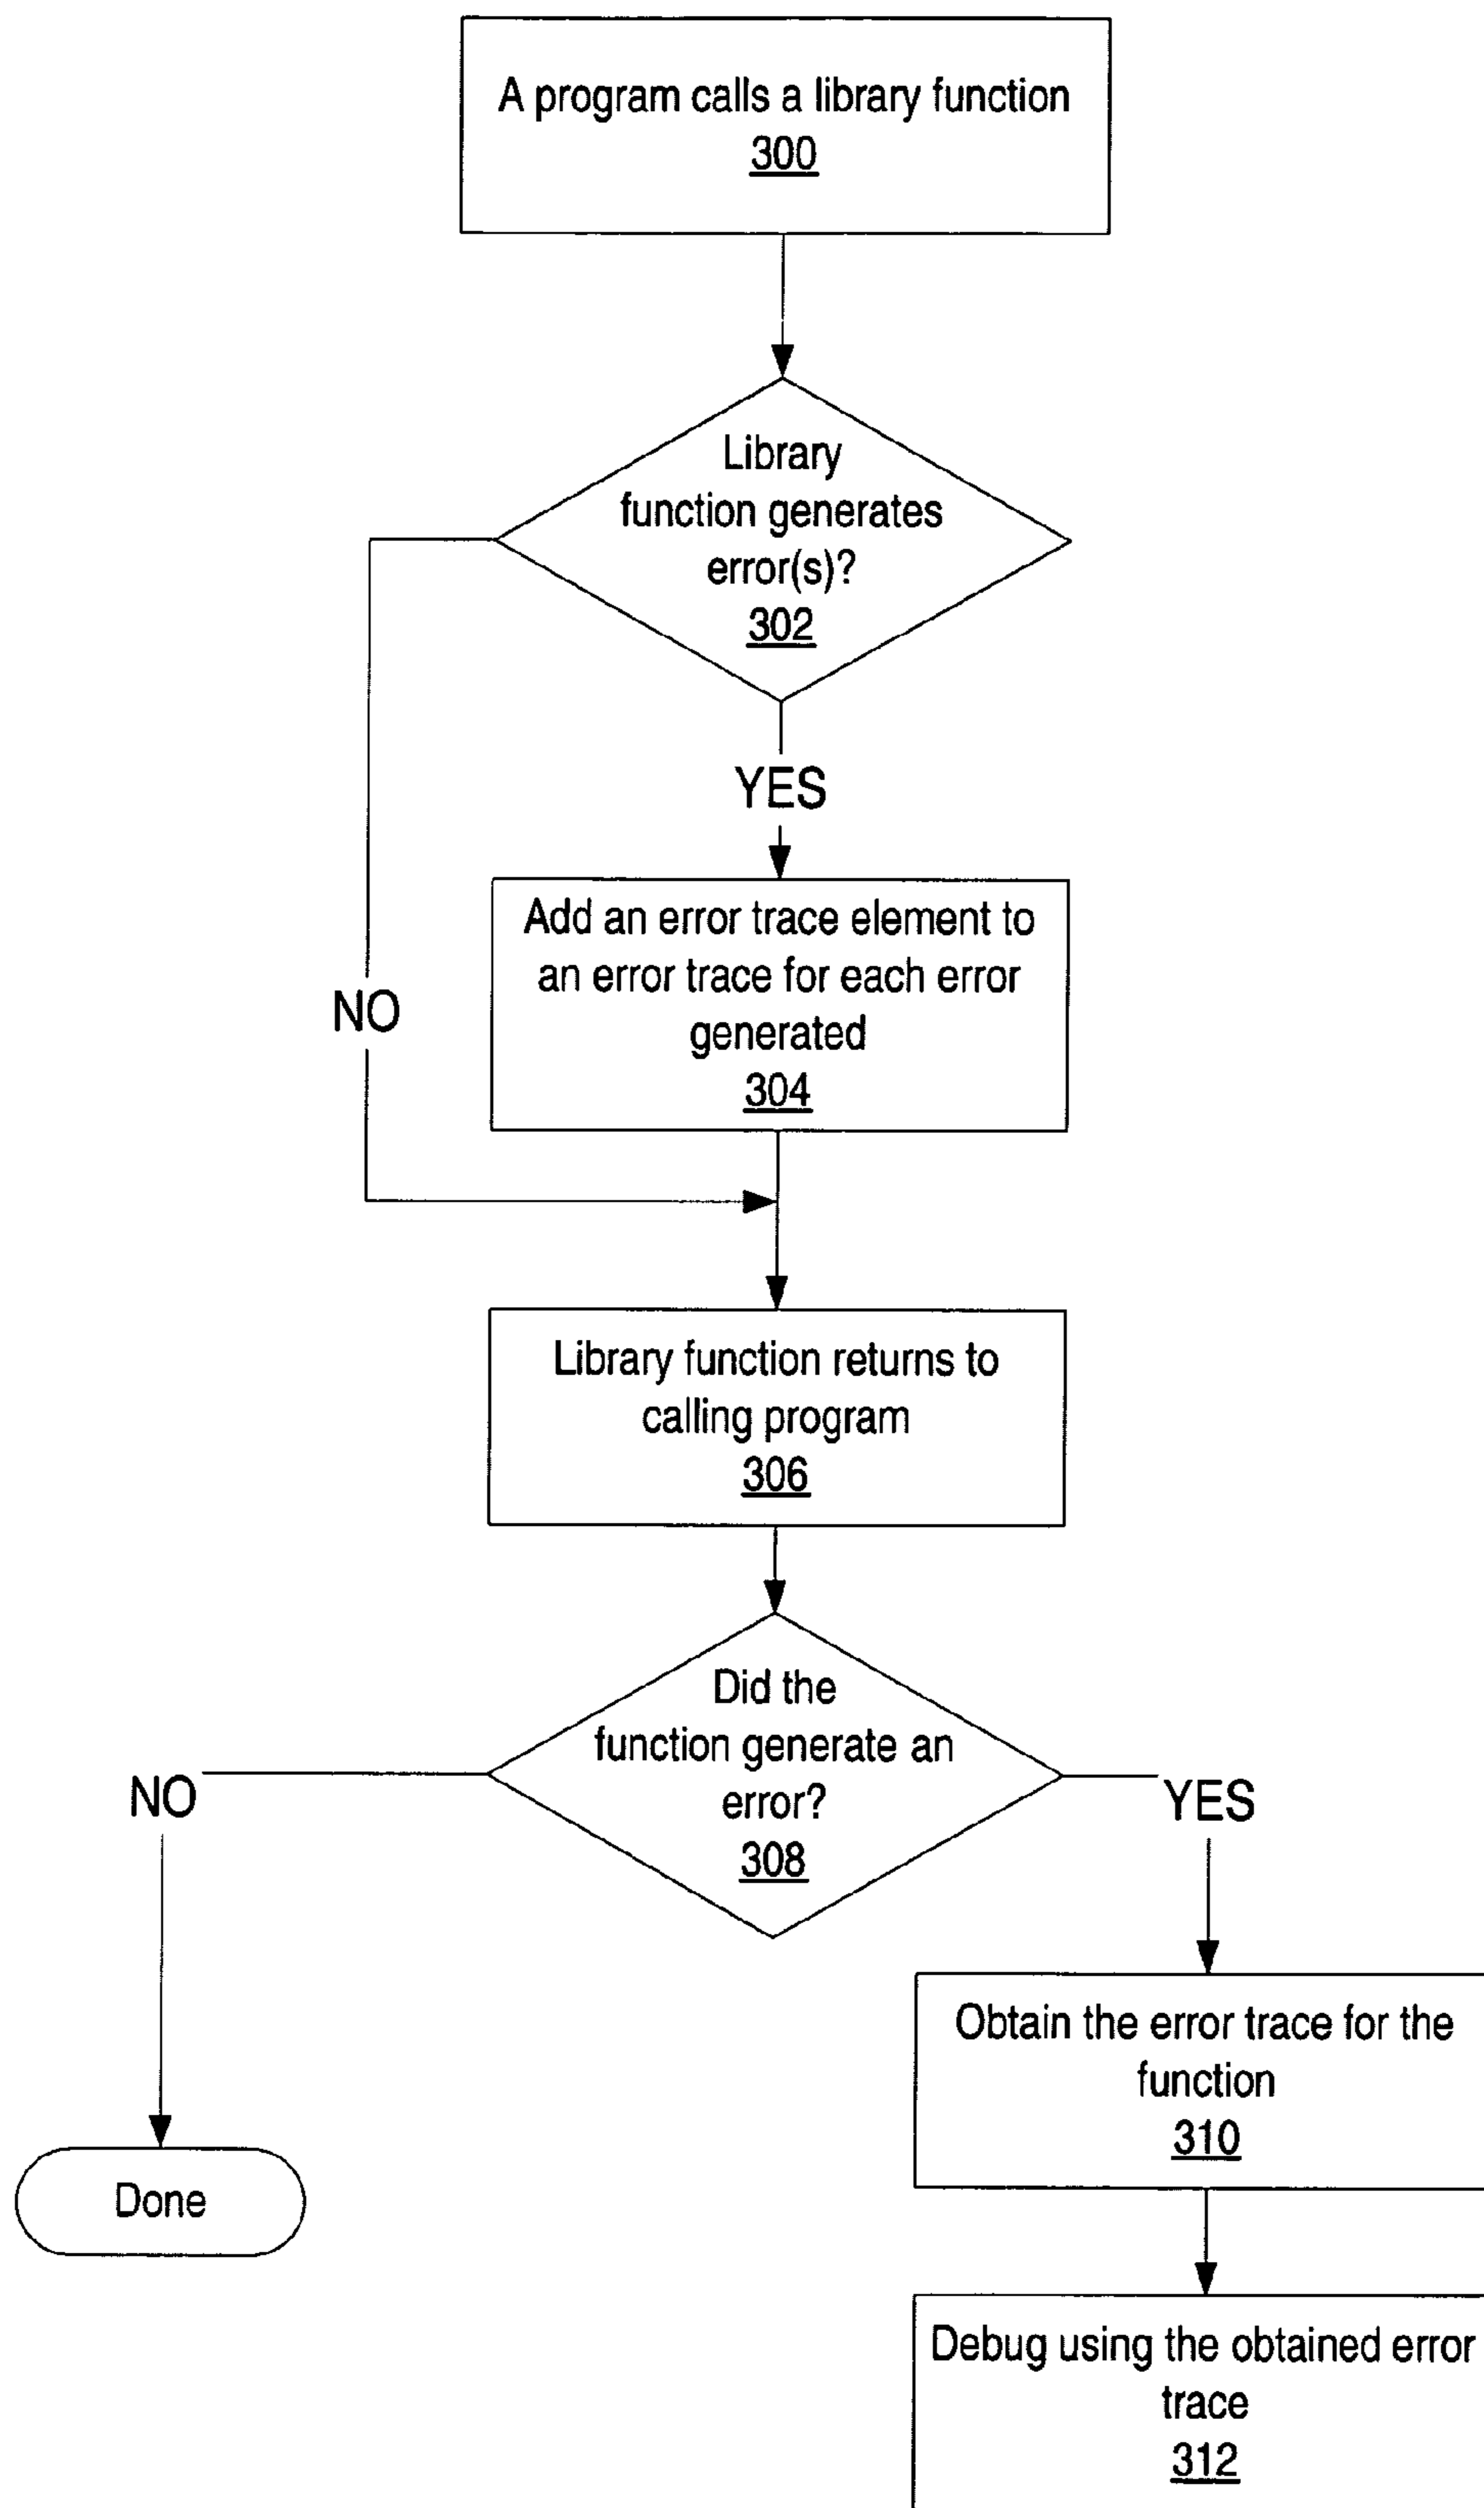 A program calls a library function
300
Library
function generates
error(s)?
302
YES
NO
Add an error trace element to
an error trace for each error
generated
304
Library function returns to
calling program
306
Did the
function generate an
error?
308
NO
YES
Obtain the error trace for the
function
310
Done
Debug using the obtained error
trace
312